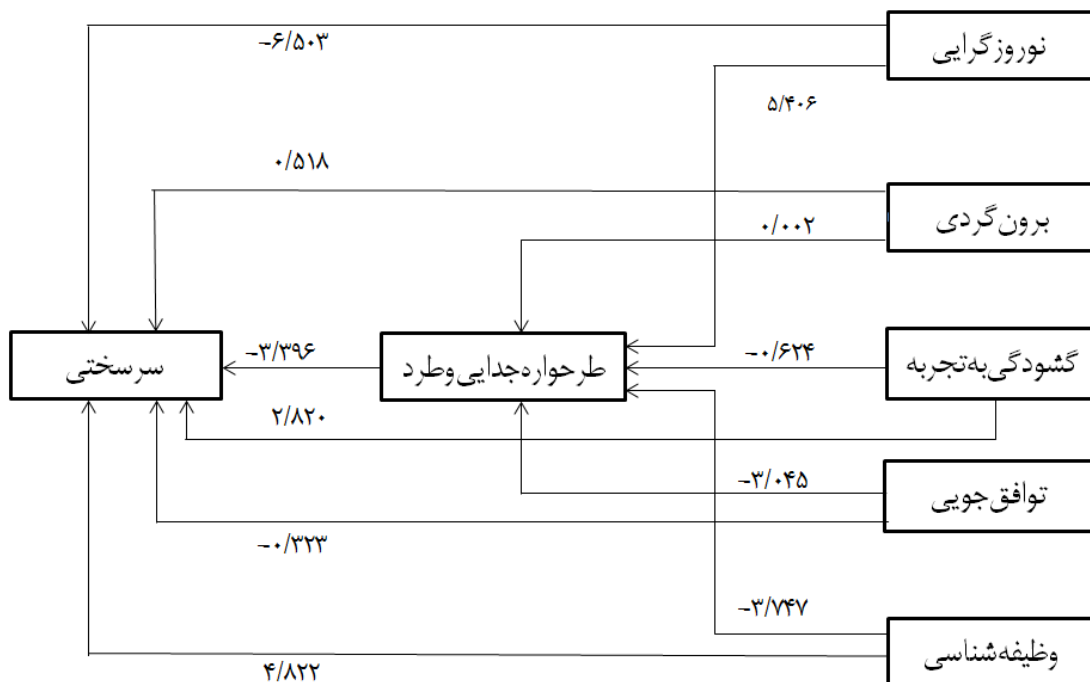 نوروزگرایی
-۶/۵۰۳
۵/۴۰۶
۰/۵۱۸
برون‌گردی
۰/۰۰۲
گشودگی‌به‌تجربه
-۰/۶۲۴
طرحواره‌جدایی‌وطرد
-۳/۳۹۶
سرسختی
۲/۸۲۰
توافق‌جویی
-۳/۰۴۵
-۰/۳۲۳
-۳/۷۴۷
وظیفه‌شناسی
۴/۸۲۲